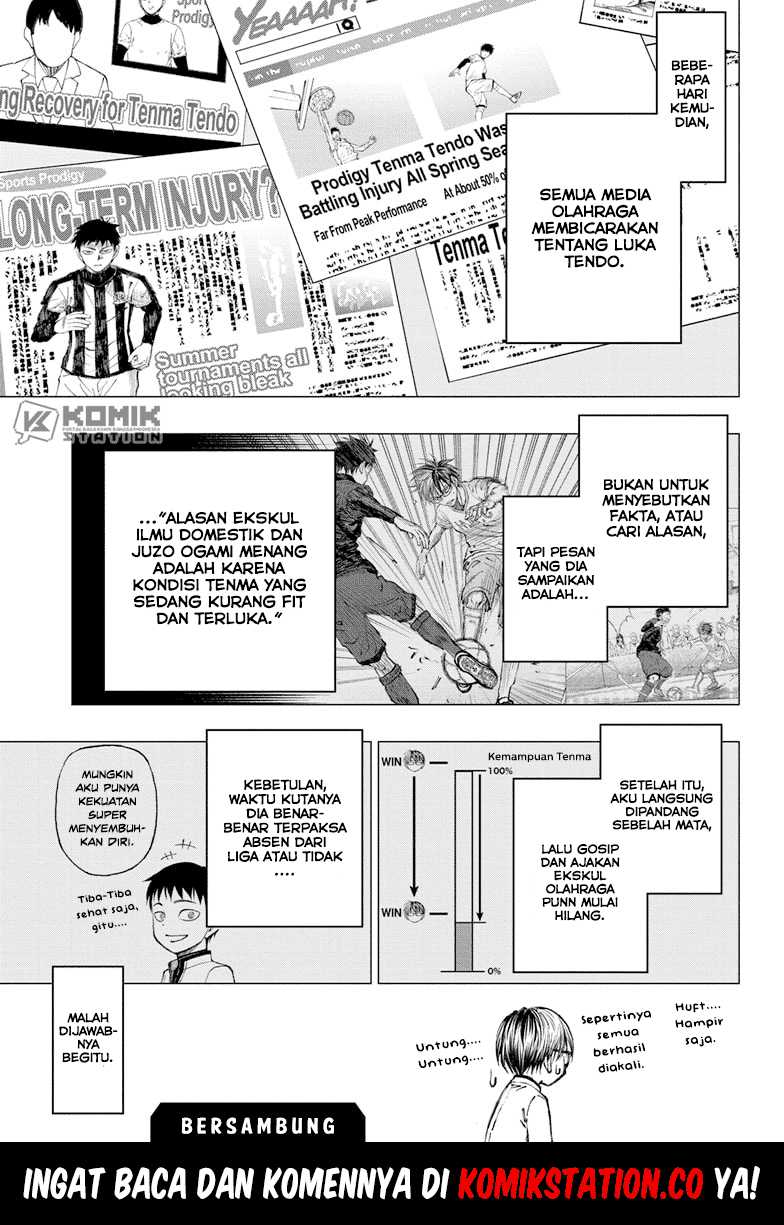 YEAAAAH!
Sports
Prodigy
ng Recovery for Tenma Tendo
Prodigy Tenma Tendo Was
Battling Injury All Spring Sea
Far From Peak Performance At About 50%
Sports Prodigy
LONG-TERM INJURY?
Tenma Te
Summer
tournaments all
looking bleak
BEBE-
RAPA
HARI
KEMU-
DIAN,
SEMUA MEDIA
OLAHRAGA
MEMBICARAKAN
TENTANG LUKA
TENDO.
KOMIK
STATION
BUKAN UNTUK
MENYEBUTKAN
FAKTA, ATAU
CARI ALASAN,
TAPI PESAN
YANG DIA
SAMPAIKAN
ADALAH...
..."ALASAN EKSKUL
ILMU DOMESTIK DAN
JUZO OGAMI MENANG
ADALAH KARENA
KONDISI TENMA YANG
SEDANG KURANG FIT
DAN TERLUKA."
SETELAH ITU,
AKU LANGSUNG
DIPANDANG
SEBELAH MATA,
LALU GOSIP
DAN AJAKAN
EKSKUL
OLAHRAGA
PUNN MULAI
HILANG.
Kemampuan Tenma
WIN
100%
WIN
0%
KEBETULAN,
WAKTU KUTANYA
DIA BENAR-
BENAR TERPAKSA
ABSEN DARI
LIGA ATAU TIDAK
....
MUNGKIN
AKU PUNYA
KEKUATAN
SUPER
MENYEMBUH-
KAN DIRI.
Tiba-Tiba
sehat saja,
gitu....
MALAH
DIJAWAB-
NYA
BEGITU.
Huft....
Hampir
saja.
Sepertinya
semua
berhasil
diakali.
Untung....
Untung....
BERSAMBUNG
INGAT BACA DAN KOMENNYA DI KOMIKSTATION.CO YA!